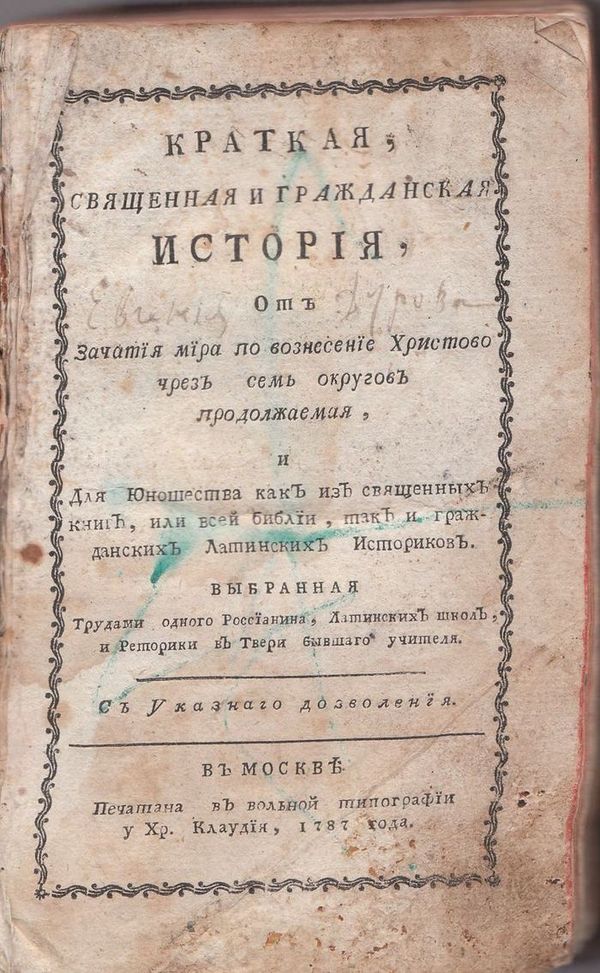 КРАТКАЯ,
СВЯЩЕННАЯ И ГРАЖДАНСКАЯ
ИСТОРІЯ,
Отъ
Зачатія міра по вознесеніе Христово
чрезъ семь округовъ
продолжаемая,
и
Для Юношества какъ изъ священныхъ
книгъ, или всей библіи, такъ и граж-
данскихъ Латинскихъ Историковъ.
ВЫБРАННАЯ
Трудами одного Россіанина, Латинскихъ школъ,
и Реторики въ Твери бывшаго учителя.
Съ Указнаго дозволенія.
ВЪ МОСКВѢ
Печатана въ вольной типографіи
у Хр. Клаудія, 1787 года.